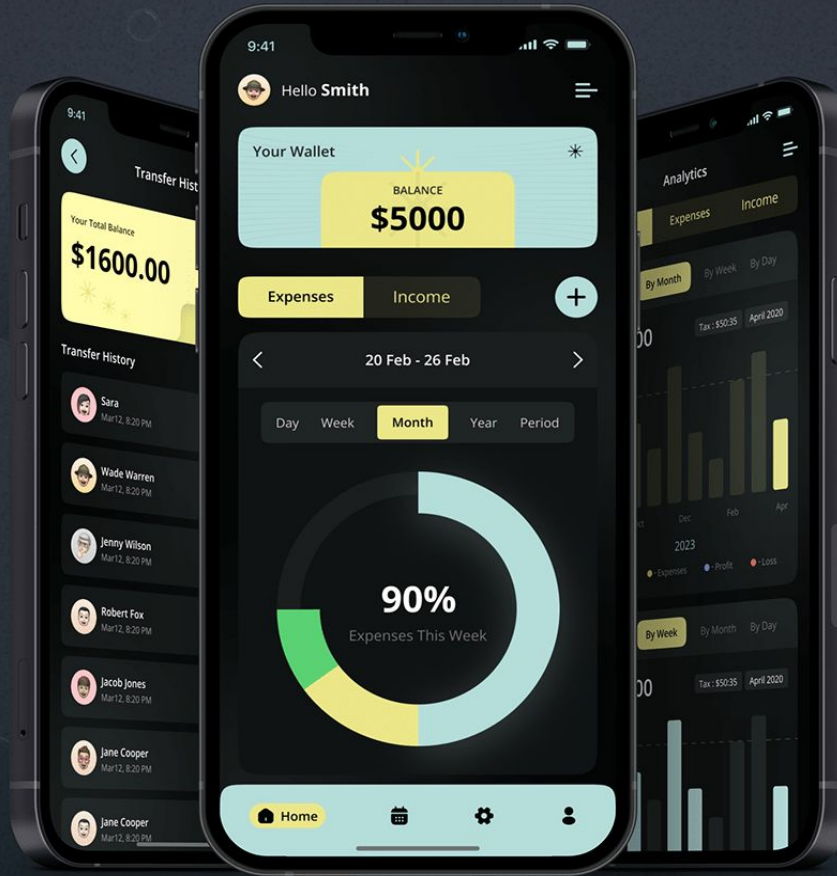 9:41
Transfer Hist
Your Total Balance
$1600.00
Transfer History
Sara
Mar12, 8:20 PM
Wade Warren
Mar12, 8:20 PM
Jenny Wilson
Mar12, 8:20 PM
Robert Fox
Mar12, 8:20 PM
Jacob Jones
Mar12, 8:20 PM
Jane Cooper
Mar12, 8:20 PM
Jane Cooper
Mar12, 8:20 PM
9:41
Hello Smith
Your Wallet
BALANCE
$5000
Expenses Income
20 Feb - 26 Feb
Day Week Month Year Period
90%
Expenses This Week
Home
Analytics
Expenses Income
By Month By Week By Day
00 Tax : $50:35 April 2020
Dec Feb Apr
2023
- Expenses - Profit - Loss
By Week By Month By Day
00 Tax : $50:35 April 2020